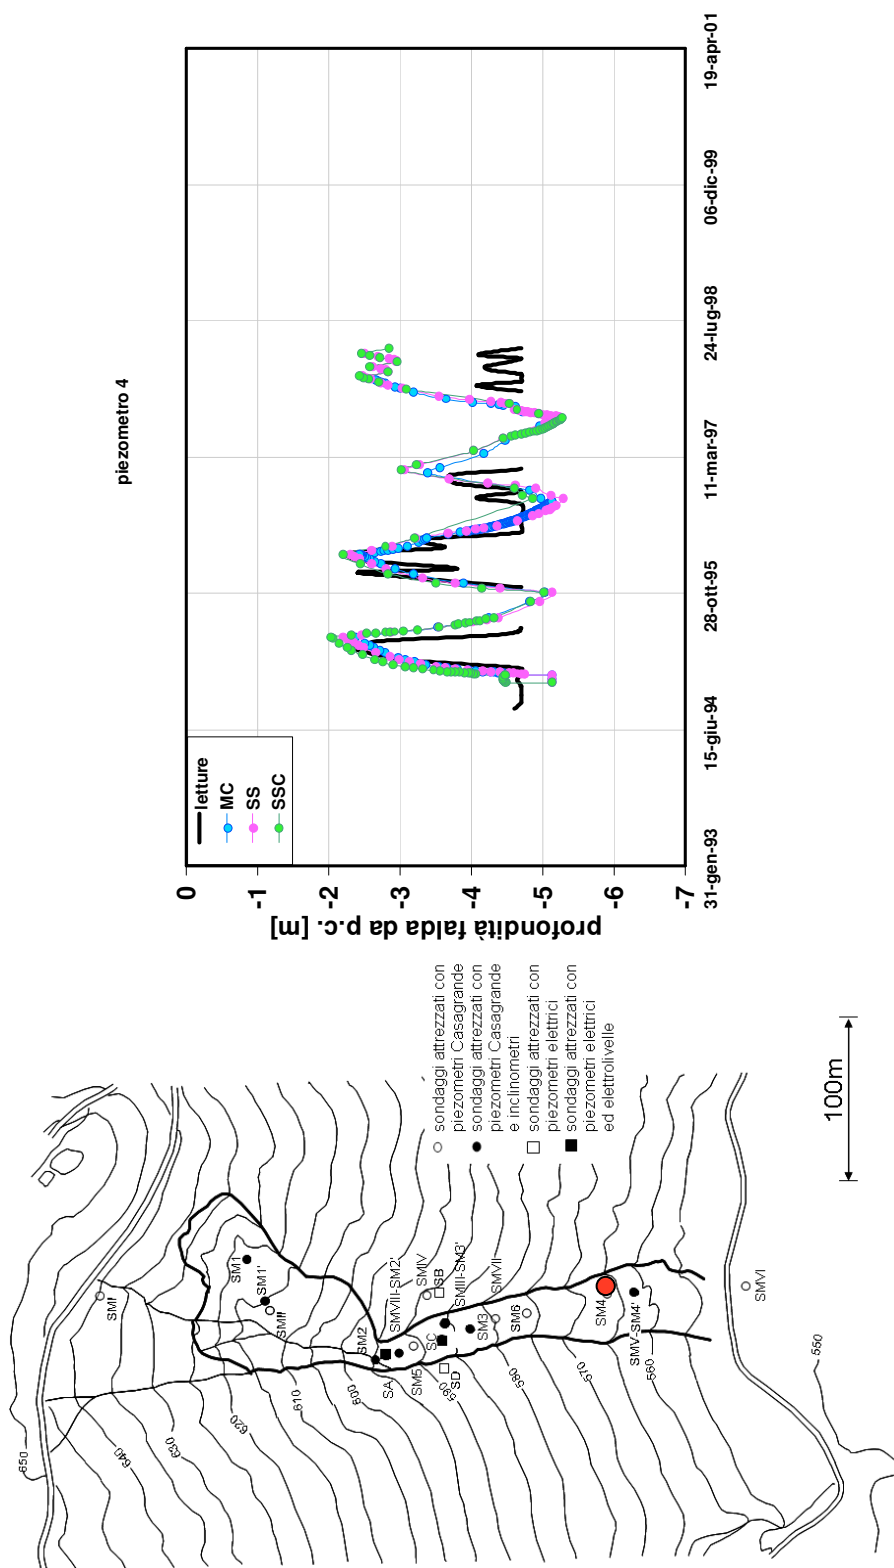 piezometro 4
letture
MC
SS
SSC
0
-1
-2
-3
-4
-5
-6
-7
profondità falda da p.c. [m]
31-gen-93
15-giu-94
28-ott-95
11-mar-97
24-lug-98
06-dic-99
19-apr-01
sondaggi attrezzati con
piezometri Casagrande
sondaggi attrezzati con
piezometri Casagrande
e inclinometri
sondaggi attrezzati con
piezometri elettrici
sondaggi attrezzati con
piezometri elettrici
ed elettrolivelle
100m
650
640
630
620
610
600
590
580
570
560
550
550
SMI
SM1
SM1'
SMII
SM2
SA
SMVIII-SM2'
SM5
SMIV
SB
SC
SD
SMIII-SM3'
SM3
SMVII
SM6
SM4
SMV-SM4'
SMVI